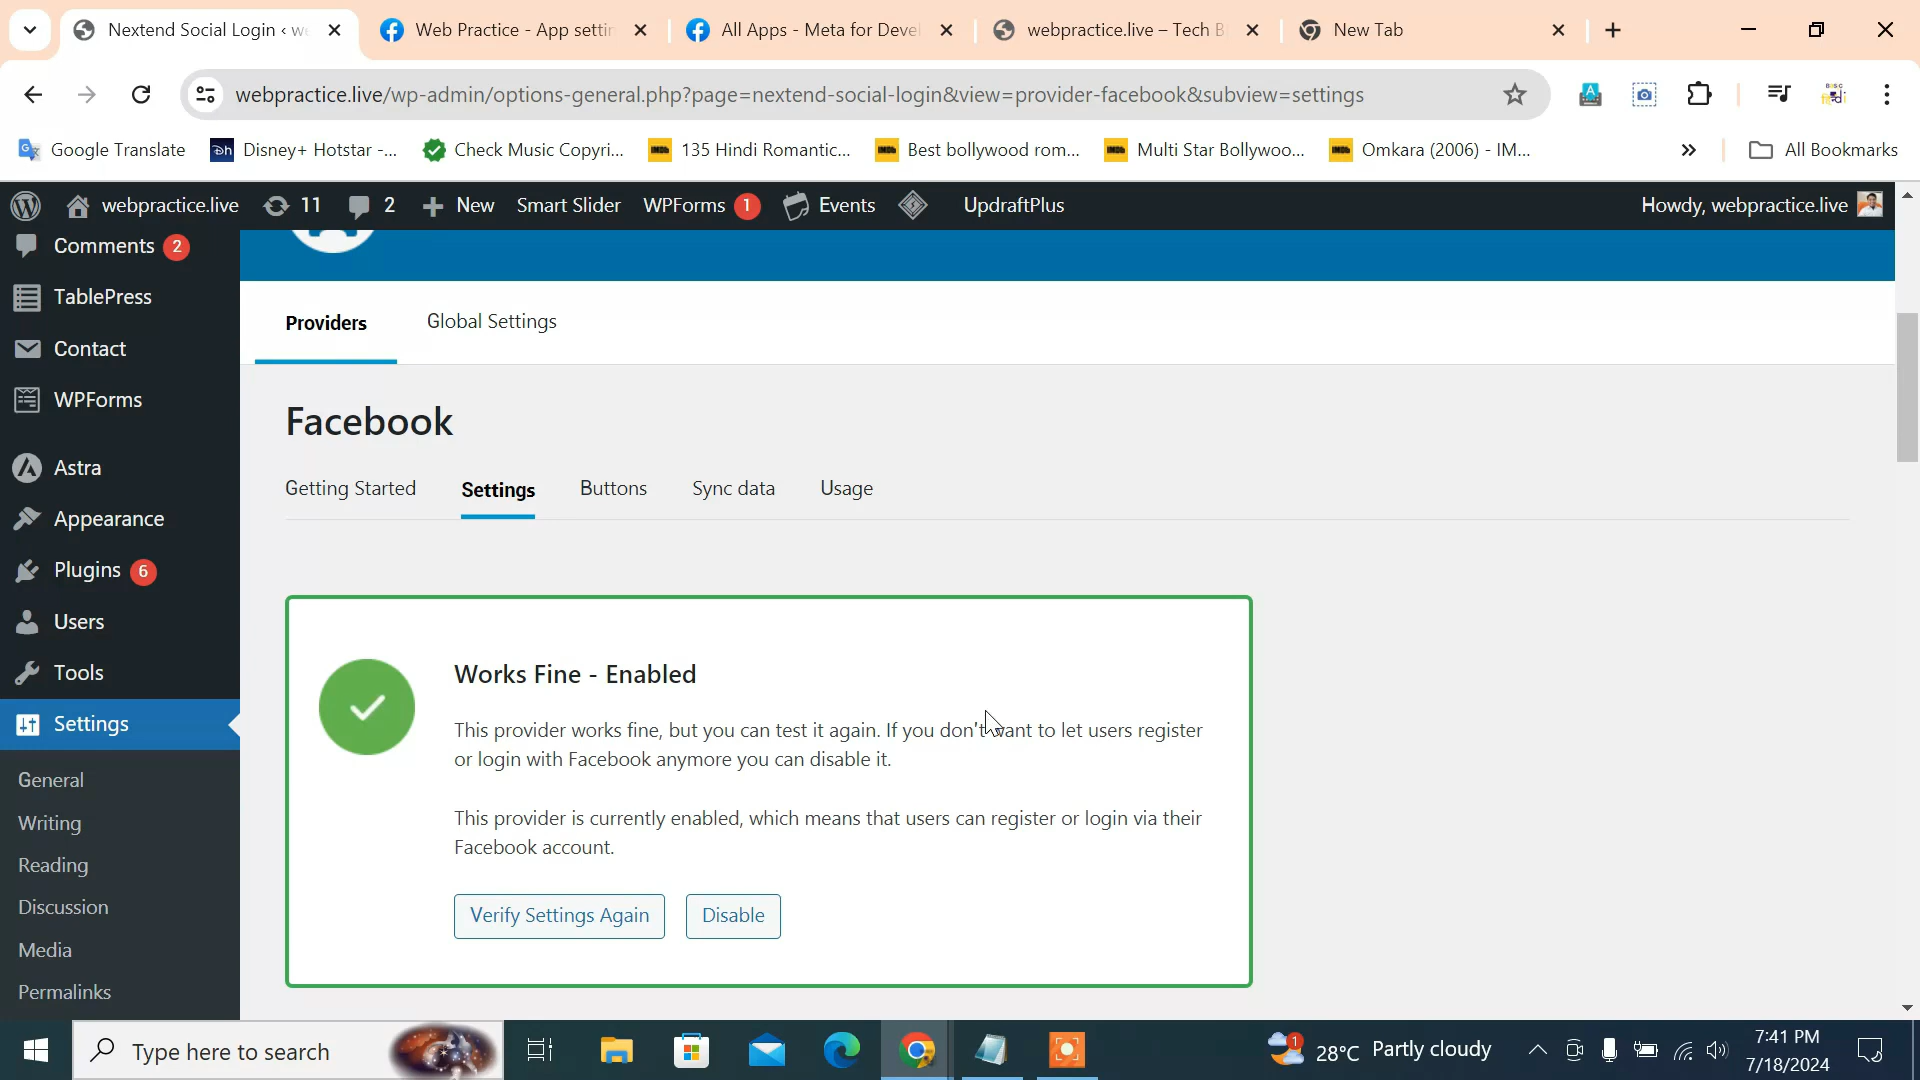 Nextend Social Login ‹ we
Web Practice - App settin
All Apps - Meta for Devel
webpractice.live – Tech B
New Tab
webpractice.live/wp-admin/options-general.php?page=nextend-social-login&view=provider-facebook&subview=settings
Google Translate
Disney+ Hotstar -...
Check Music Copyri...
135 Hindi Romantic...
Best bollywood rom...
Multi Star Bollywoo...
Omkara (2006) - IM...
All Bookmarks
webpractice.live
11
2
New
Smart Slider
WPForms 1
Events
UpdraftPlus
Howdy, webpractice.live
Comments 2
TablePress
Contact
WPForms
Astra
Appearance
Plugins 6
Users
Tools
Settings
General
Writing
Reading
Discussion
Media
Permalinks
Providers
Global Settings
Facebook
Getting Started
Settings
Buttons
Sync data
Usage
Works Fine - Enabled
This provider works fine, but you can test it again. If you don't want to let users register
or login with Facebook anymore you can disable it.
This provider is currently enabled, which means that users can register or login via their
Facebook account.
Verify Settings Again
Disable
Type here to search
1
28°C Partly cloudy
7:41 PM
7/18/2024